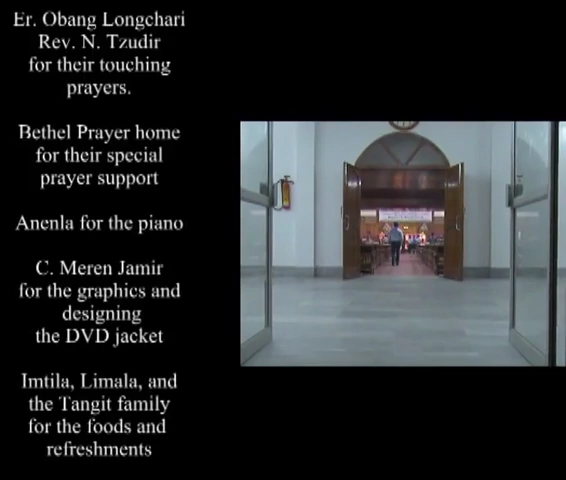 Er. Obang Longchari
Rev. N. Tzudir
for their touching
prayers.
Bethel Prayer home
for their special
prayer support
Anenla for the piano
C. Meren Jamir
for the graphics and
designing
the DVD jacket
Imtila, Limala, and
the Tangit family
for the foods and
refreshments